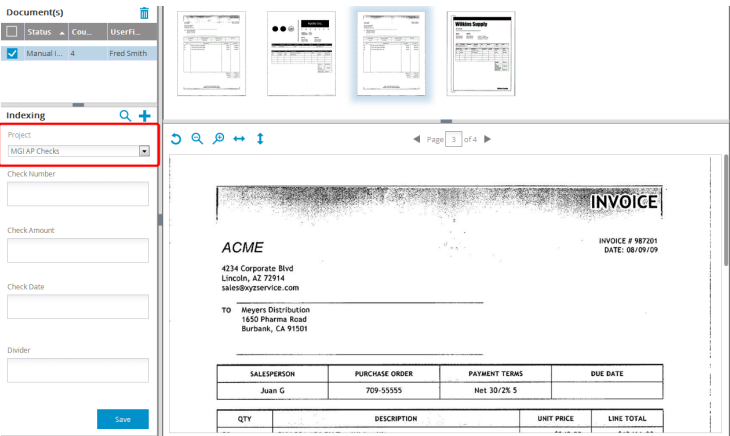 Document(s)
Status Cou... UserFi...
Manual I... 4 Fred Smith
Indexing
Project
MGI AP Checks
Check Number
Check Amount
Check Date
Divider
Save
Wilkins Supply
Page 3 of 4
INVOICE
ACME
INVOICE # 987201
DATE: 08/09/09
4234 Corporate Blvd
Lincoln, AZ 72914
sales@xyzservice.com
TO Meyers Distribution
1650 Pharma Road
Burbank, CA 91501
SALESPERSON PURCHASE ORDER PAYMENT TERMS DUE DATE
Juan G 709-55555 Net 30/2% 5
QTY DESCRIPTION UNIT PRICE LINE TOTAL